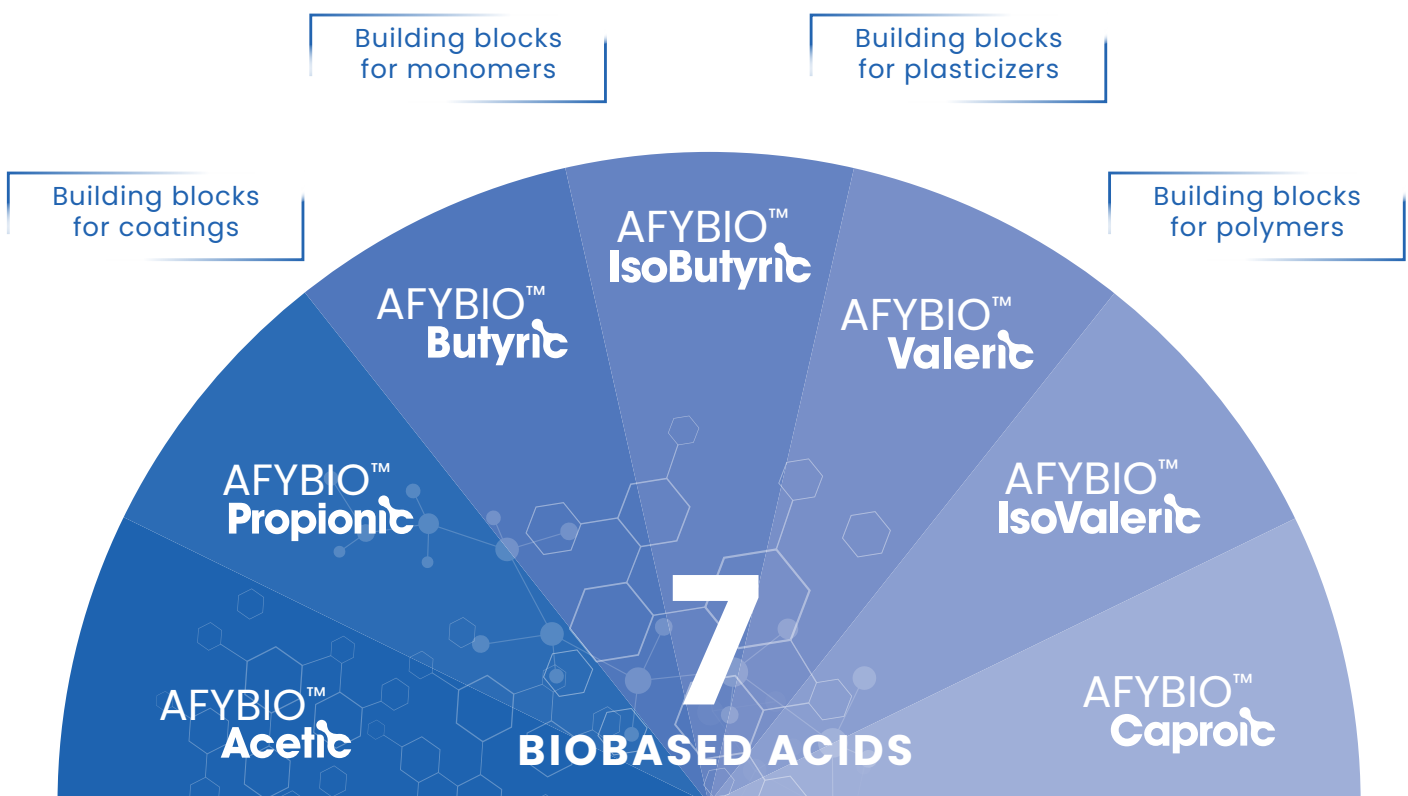 Building blocks
for monomers
Building blocks
for plasticizers
Building blocks
for coatings
Building blocks
for polymers
AFYBIO™
Acetic
AFYBIO™
Propionic
AFYBIO™
Butyric
AFYBIO™
IsoButyric
AFYBIO™
Valeric
AFYBIO™
IsoValeric
AFYBIO™
Caproic
7
BIOBASED ACIDS